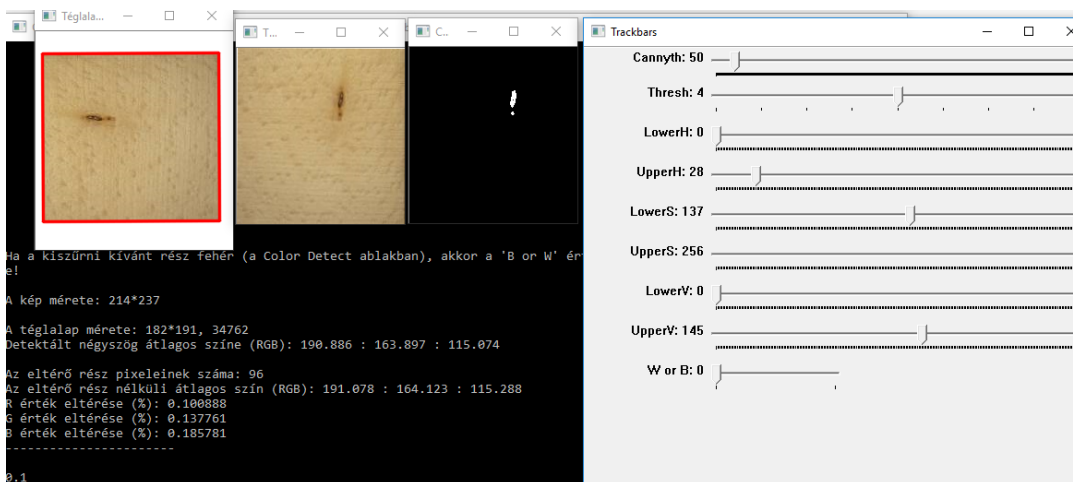 Téglala...
T...
C...
Trackbars
Cannyth: 50
Thresh: 4
LowerH: 0
UpperH: 28
LowerS: 137
UpperS: 256
LowerV: 0
UpperV: 145
W or B: 0
Ha a kiszűrni kívánt rész fehér (a Color Detect ablakban), akkor a 'B or W' ér
e!
A kép mérete: 214*237
A téglalap mérete: 182*191, 34762
Detektált négyszög átlagos színe (RGB): 190.886 : 163.897 : 115.074
Az eltérő rész pixeleinek száma: 96
Az eltérő rész nélküli átlagos szín (RGB): 191.078 : 164.123 : 115.288
R érték eltérése (%): 0.100888
G érték eltérése (%): 0.137761
B érték eltérése (%): 0.185781
-----------------------
0.1